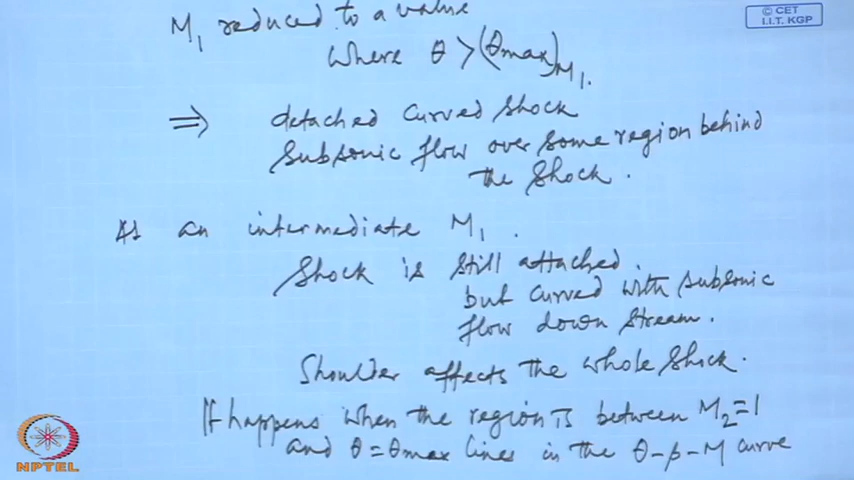 © CET
I.I.T. KGP
M₁ reduced to a value
where θ > (θmax)M₁.
⇒ detached curved shock
Subsonic flow over some region behind
the shock.
At an intermediate M₁.
Shock is still attached
but curved with subsonic
flow down stream.
Shoulder affects the whole shock.
It happens when the region is between M₂=1
and θ=θmax lines in the θ-β-M curve
NPTEL